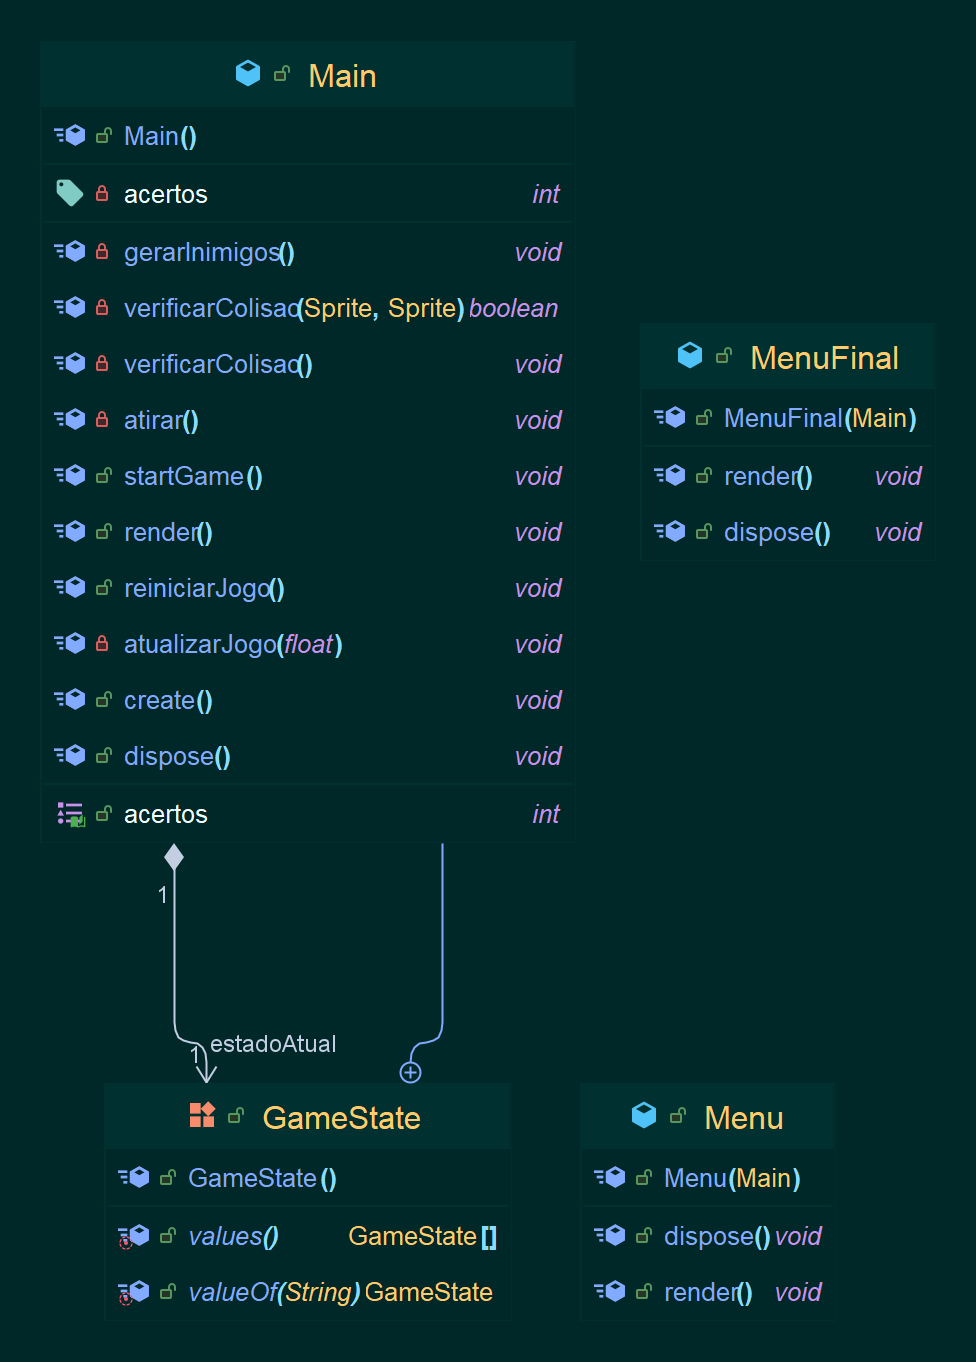 Main
Main()
acertos int
gerarInimigos() void
verificarColisao(Sprite, Sprite) boolean
verificarColisao() void
atirar() void
startGame() void
render() void
reiniciarJogo() void
atualizarJogo(float) void
create() void
dispose() void
acertos int
MenuFinal
MenuFinal(Main)
render() void
dispose() void
1
1
estadoAtual
GameState
GameState()
values() GameState[]
valueOf(String) GameState
Menu
Menu(Main)
dispose() void
render() void